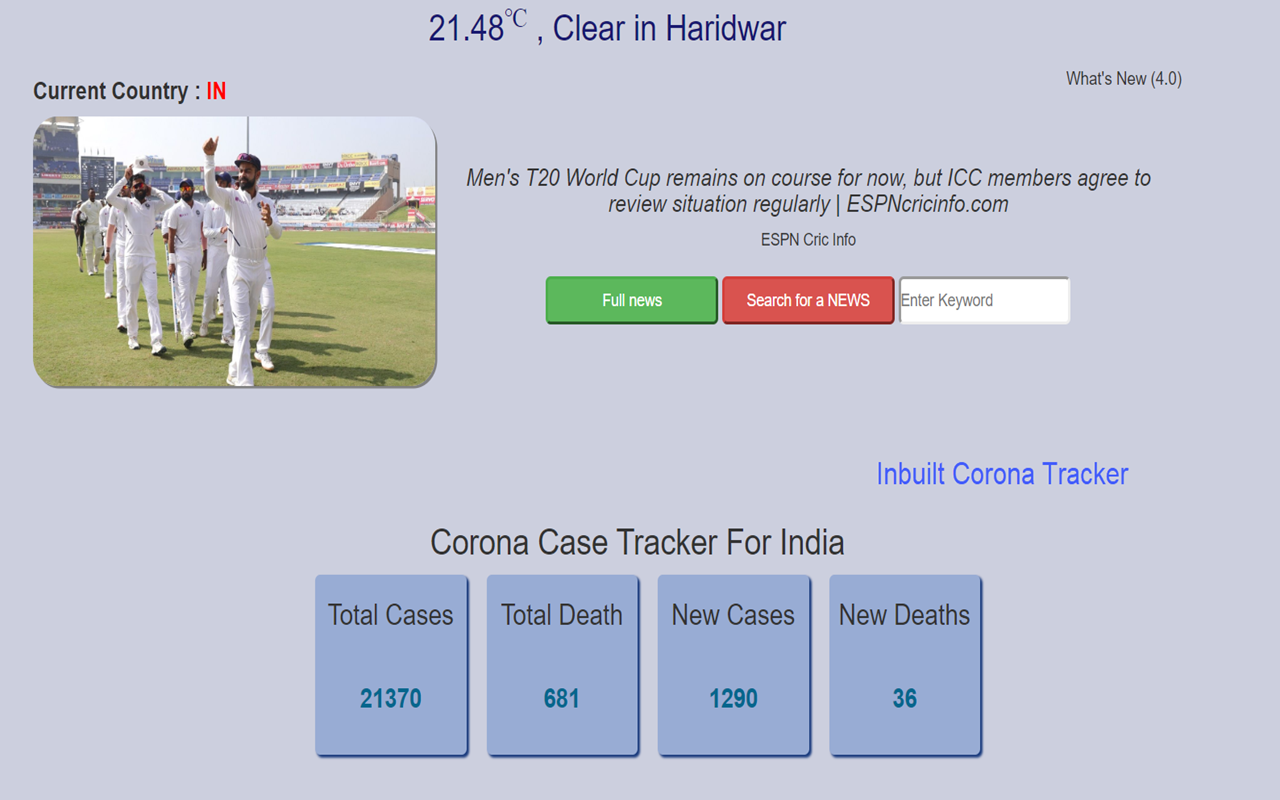 21.48℃ , Clear in Haridwar
What's New (4.0)
Current Country : IN
Men's T20 World Cup remains on course for now, but ICC members agree to
review situation regularly | ESPNcricinfo.com
ESPN Cric Info
Full news
Search for a NEWS
Enter Keyword
Inbuilt Corona Tracker
Corona Case Tracker For India
Total Cases
Total Death
New Cases
New Deaths
21370
681
1290
36